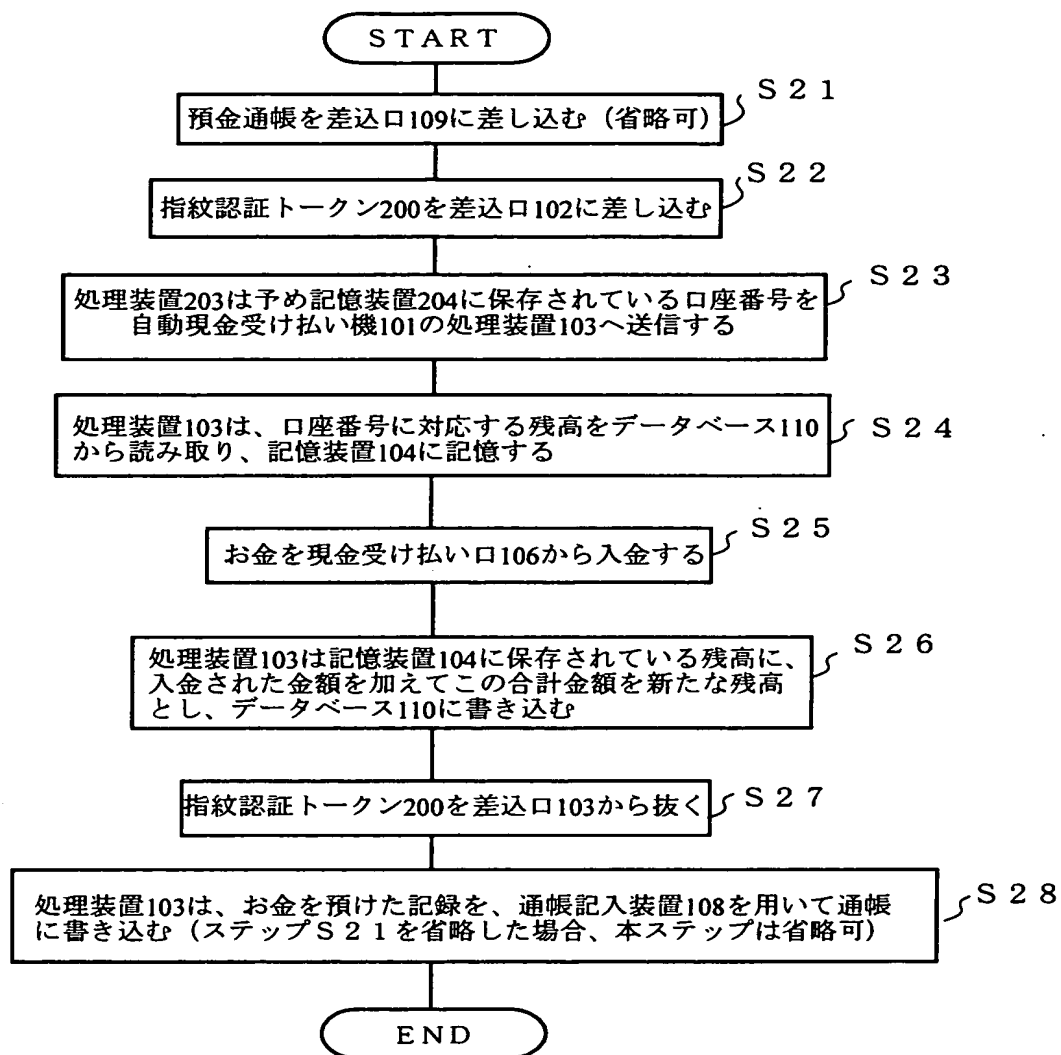 START
S21
預金通帳を差込口109に差し込む（省略可）
S22
指紋認証トークン200を差込口102に差し込む
S23
処理装置203は予め記憶装置204に保存されている口座番号を
自動現金受け払い機101の処理装置103へ送信する
S24
処理装置103は、口座番号に対応する残高をデータベース110
から読み取り、記憶装置104に記憶する
S25
お金を現金受け払い口106から入金する
S26
処理装置103は記憶装置104に保存されている残高に、
入金された金額を加えてこの合計金額を新たな残高
とし、データベース110に書き込む
S27
指紋認証トークン200を差込口103から抜く
S28
処理装置103は、お金を預けた記録を、通帳記入装置108を用いて通帳
に書き込む（ステップS21を省略した場合、本ステップは省略可）
END